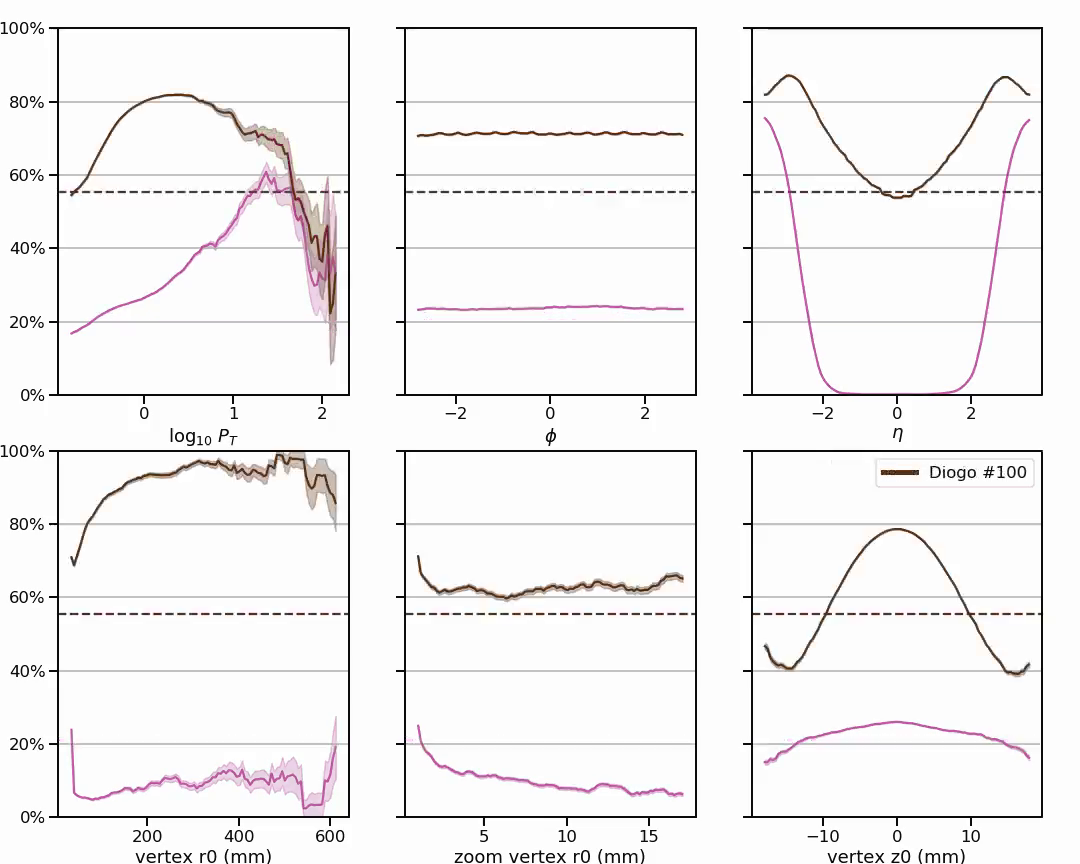 100%
80%
60%
40%
20%
0%
0 1 2
log₁₀ P_T
−2 0 2
ϕ
−2 0 2
η
100%
80%
60%
40%
20%
0%
200 400 600
vertex r0 (mm)
5 10 15
zoom vertex r0 (mm)
Diogo #100
−10 0 10
vertex z0 (mm)